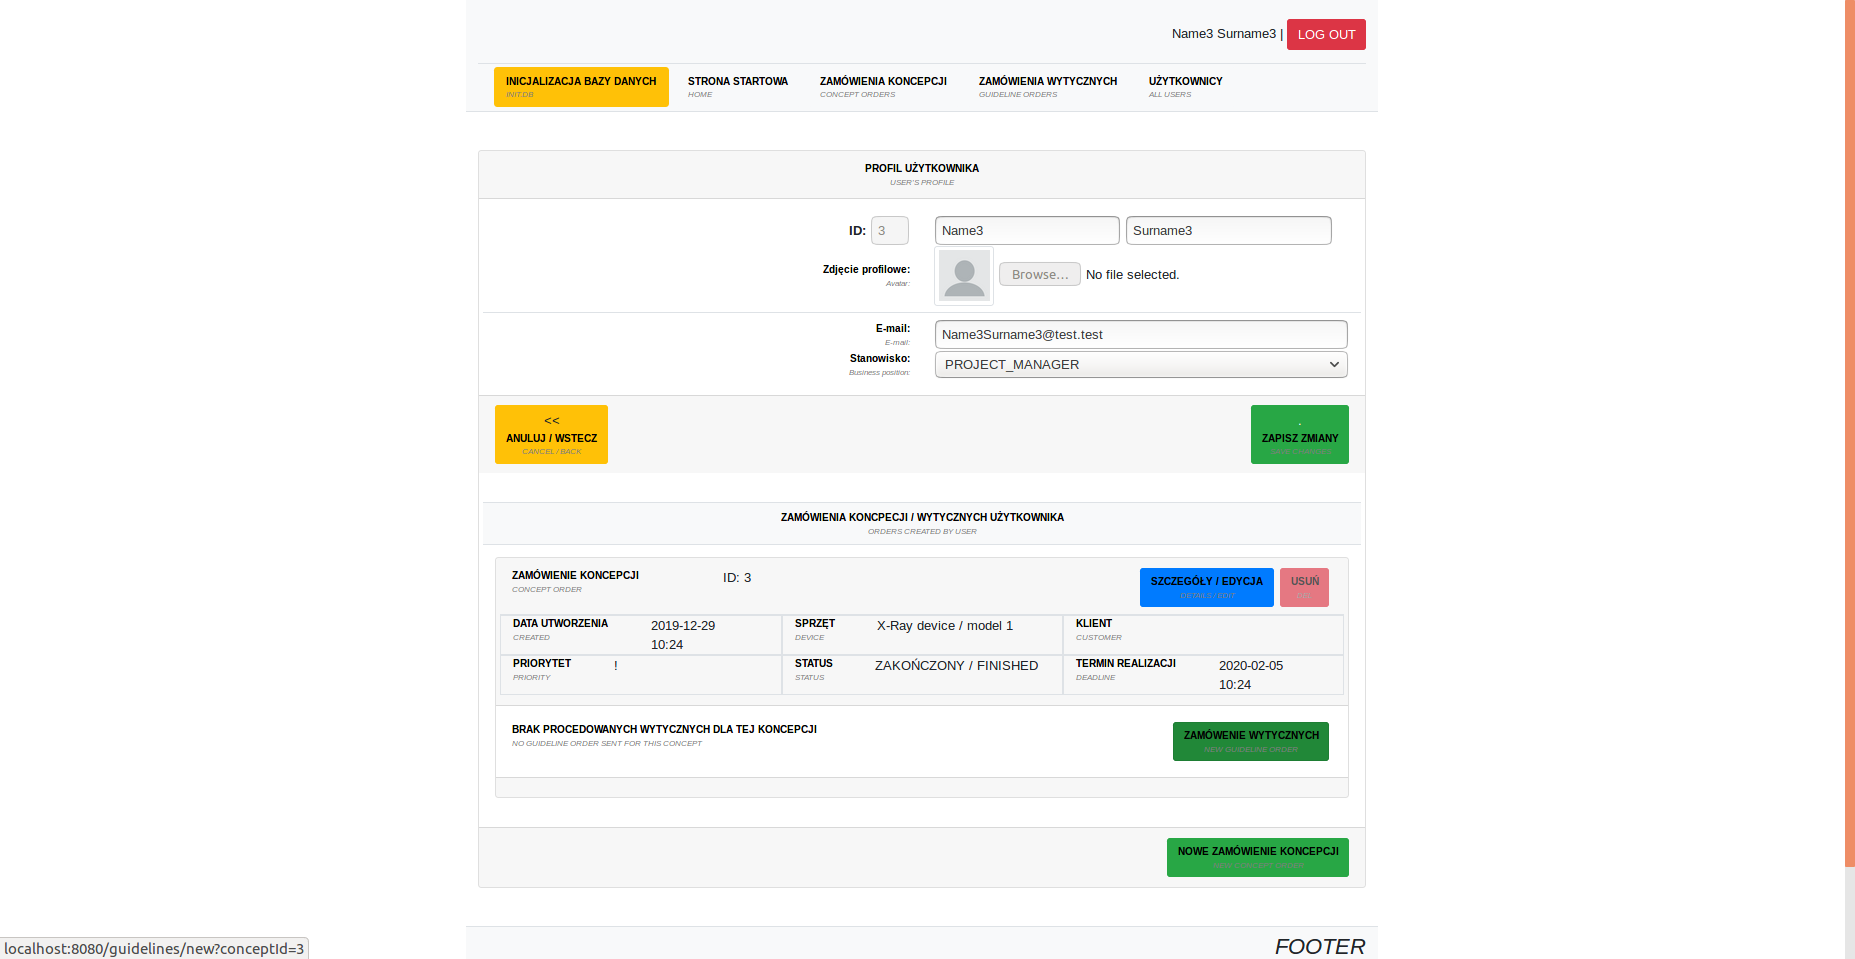 Name3 Surname3 | LOG OUT
INICJALIZACJA BAZY DANYCH STRONA STARTOWA ZAMÓWIENIA KONCEPCJI ZAMÓWIENIA WYTYCZNYCH UŻYTKOWNICY
INIT.DB HOME CONCEPT ORDERS GUIDELINE ORDERS ALL USERS
PROFIL UŻYTKOWNIKA
USER'S PROFILE
ID: 3 Name3 Surname3
Zdjęcie profilowe:
Avatar:
Browse... No file selected.
E-mail:
E-mail:
Name3Surname3@test.test
Stanowisko:
Business position:
PROJECT_MANAGER
<<
ANULUJ / WSTECZ
CANCEL / BACK
.
ZAPISZ ZMIANY
ZAMÓWIENIA KONCPECJI / WYTYCZNYCH UŻYTKOWNIKA
ORDERS CREATED BY USER
ZAMÓWIENIE KONCEPCJI
CONCEPT ORDER
ID: 3
SZCZEGÓŁY / EDYCJA
DETAILS / EDIT
USUŃ
DEL
DATA UTWORZENIA
CREATED
2019-12-29
10:24
SPRZĘT
DEVICE
X-Ray device / model 1
KLIENT
CUSTOMER
PRIORYTET
PRIORITY
!
STATUS
STATUS
ZAKOŃCZONY / FINISHED
TERMIN REALIZACJI
DEADLINE
2020-02-05
10:24
BRAK PROCEDOWANYCH WYTYCZNYCH DLA TEJ KONCEPCJI
NO GUIDELINE ORDER SENT FOR THIS CONCEPT
ZAMÓWENIE WYTYCZNYCH
NEW GUIDELINE ORDER
NOWE ZAMÓWIENIE KONCEPCJI
FOOTER
localhost:8080/guidelines/new?conceptId=3